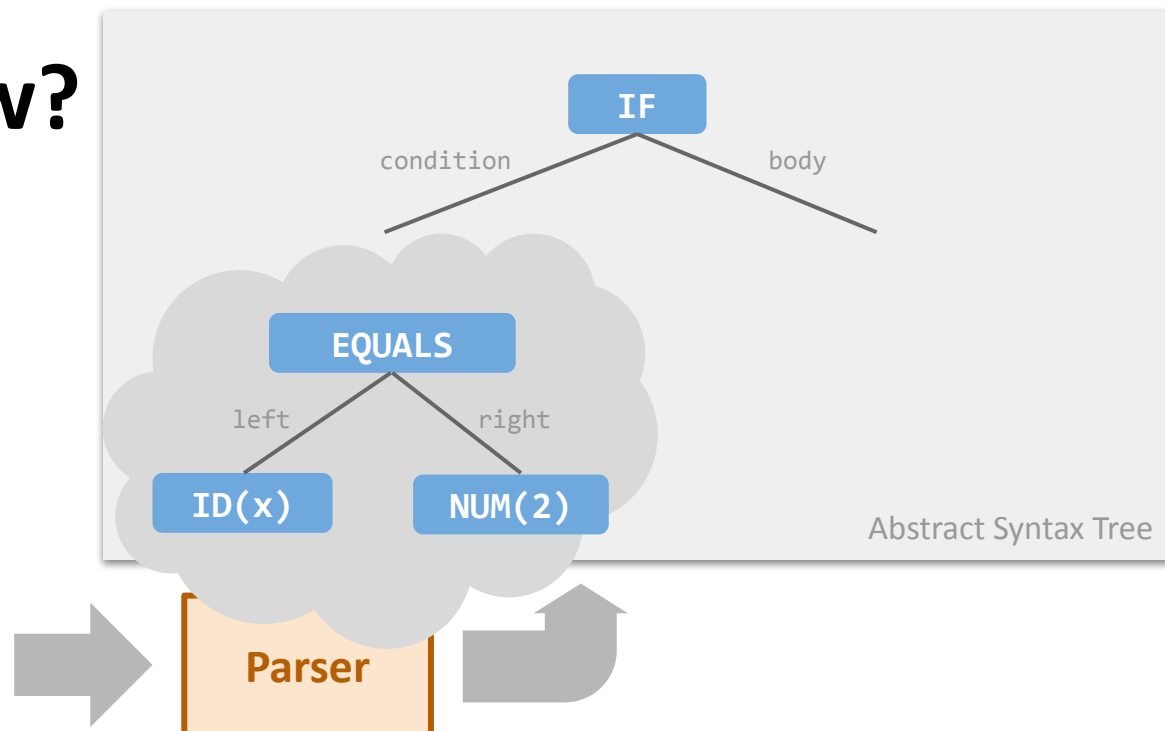 IF
condition
body
EQUALS
left
right
ID(x)
NUM(2)
Abstract Syntax Tree
Parser